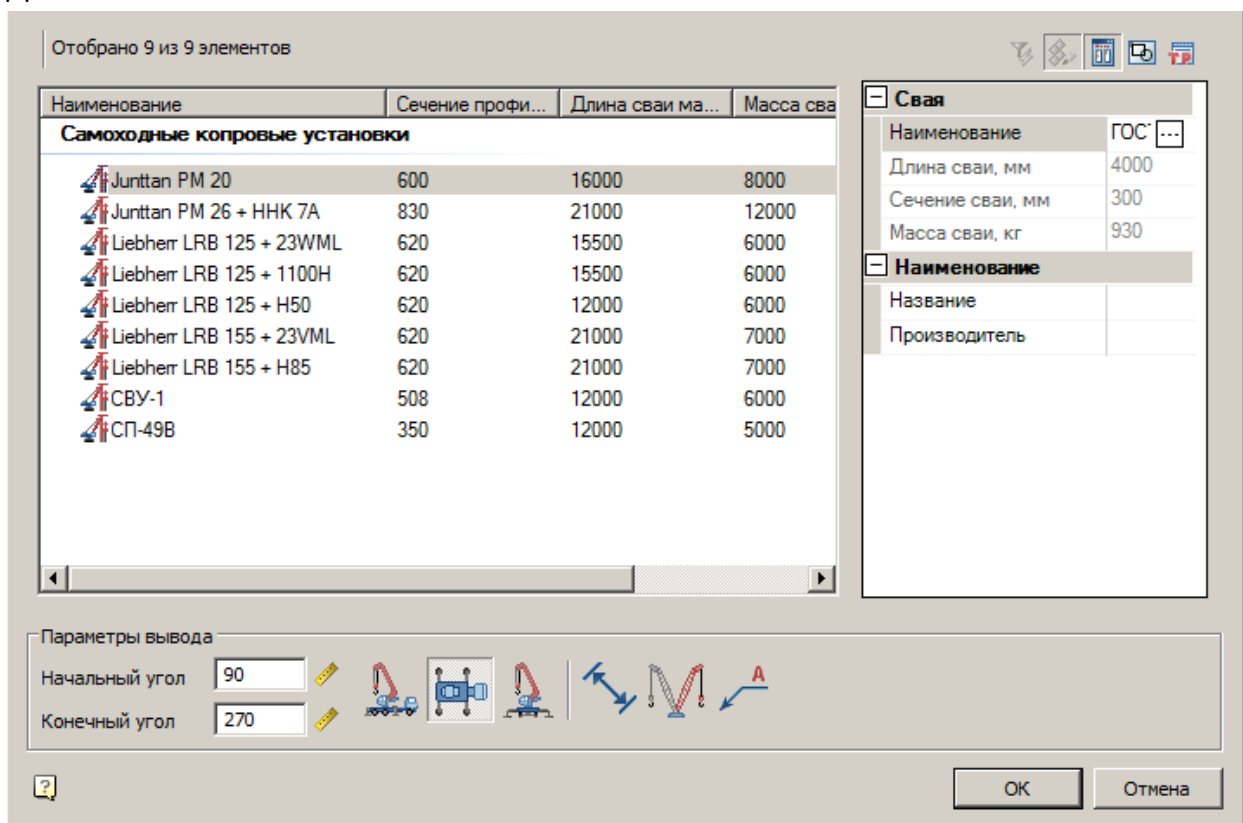 Отобрано 9 из 9 элементов
Наименование Сечение профи... Длина сваи ма... Масса сва
Самоходные копровые установки
Junttan PM 20 600 16000 8000
Junttan PM 26 + HHK 7A 830 21000 12000
Liebherr LRB 125 + 23WML 620 15500 6000
Liebherr LRB 125 + 1100H 620 15500 6000
Liebherr LRB 125 + H50 620 12000 6000
Liebherr LRB 155 + 23VML 620 21000 7000
Liebherr LRB 155 + H85 620 21000 7000
СВУ-1 508 12000 6000
СП-49В 350 12000 5000
Свая
Наименование ГОСТ ...
Длина сваи, мм 4000
Сечение сваи, мм 300
Масса сваи, кг 930
Наименование
Название
Производитель
Параметры вывода
Начальный угол 90
Конечный угол 270
A
OK Отмена